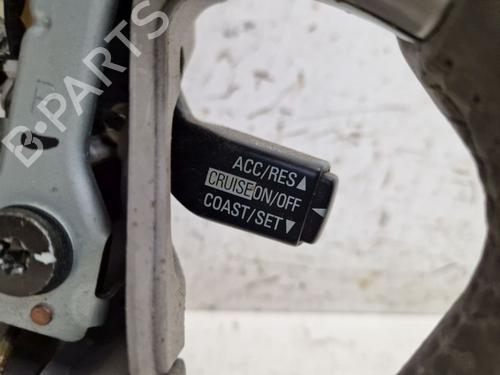 B-PARTS
ACC/RES▲
CRUISE ON/OFF ◀
COAST/SET▼